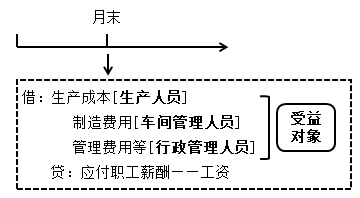 月末
借：生产成本[生产人员]
制造费用[车间管理人员]
管理费用等[行政管理人员]
贷：应付职工薪酬——工资
受益
对象